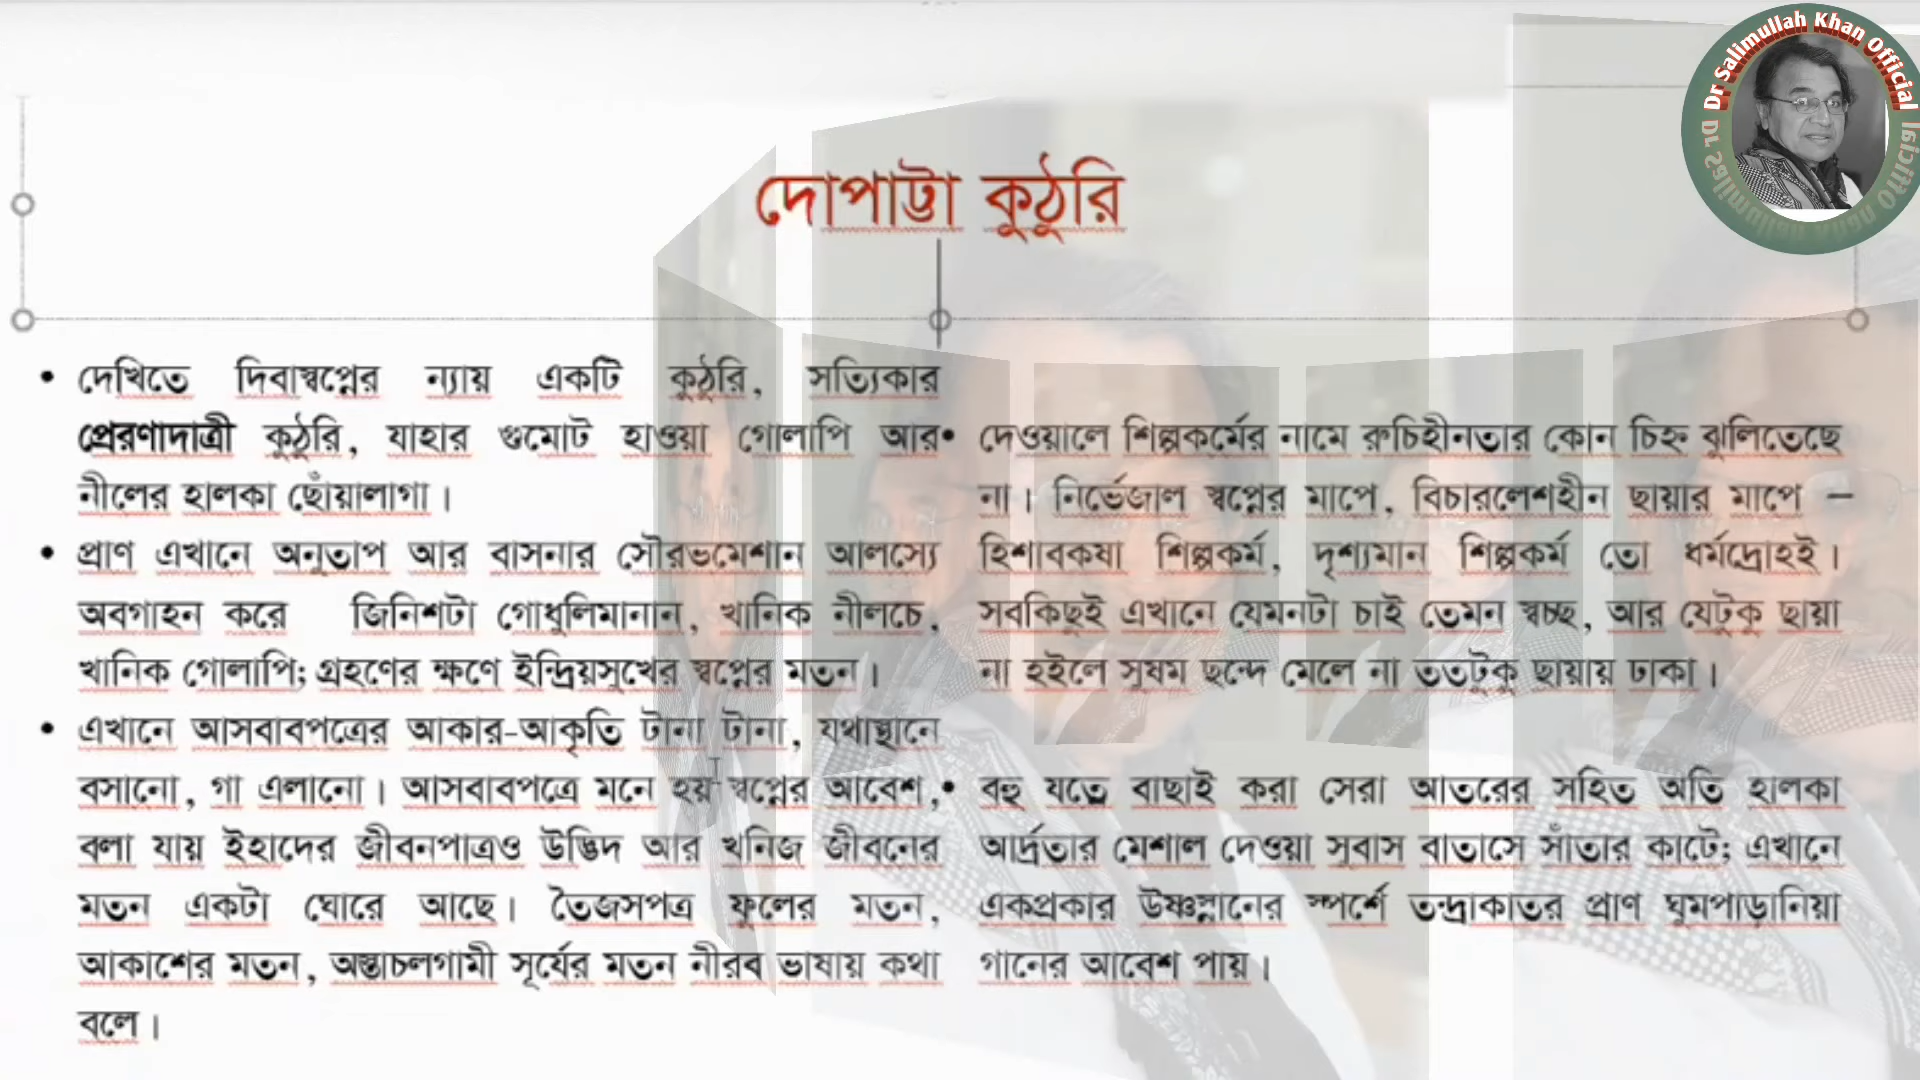 Dr Salimullah Khan Official
দোপাট্টা কুঠুরি
• দেখিতে দিবাস্বপ্নের ন্যায় একটি কুঠুরি, সত্যিকার
প্রেরণাদাত্রী কুঠুরি, যাহার গুমোট হাওয়া গোলাপি আর
নীলের হালকা ছোঁয়ালাগা।
• প্রাণ এখানে অনুতাপ আর বাসনার সৌরভমেশান আলস্যে
অবগাহন করে জিনিশটা গোধুলিমানান, খানিক নীলচে,
খানিক গোলাপি; গ্রহণের ক্ষণে ইন্দ্রিয়সুখের স্বপ্নের মতন।
• এখানে আসবাবপত্রের আকার-আকৃতি টানা টানা, যথাস্থানে
বসানো, গা এলানো। আসবাবপত্রে মনে হয় স্বপ্নের আবেশ,
বলা যায় ইহাদের জীবনপাত্রও উদ্ভিদ আর খনিজ জীবনের
মতন একটা ঘোরে আছে। তৈজসপত্র ফুলের মতন,
আকাশের মতন, অস্তাচলগামী সূর্যের মতন নীরব ভাষায় কথা
বলে।
• দেওয়ালে শিল্পকর্মের নামে রুচিহীনতার কোন চিহ্ন ঝুলিতেছে
না। নির্ভেজাল স্বপ্নের মাপে, বিচারলেশহীন ছায়ার মাপে –
হিশাবকষা শিল্পকর্ম, দৃশ্যমান শিল্পকর্ম তো ধর্মদ্রোহই।
সবকিছুই এখানে যেমনটা চাই তেমন স্বচ্ছ, আর যেটুকু ছায়া
না হইলে সুষম ছন্দে মেলে না ততটুকু ছায়ায় ঢাকা।
• বহু যত্নে বাছাই করা সেরা আতরের সহিত অতি হালকা
আর্দ্রতার মেশাল দেওয়া সুবাস বাতাসে সাঁতার কাটে; এখানে
একপ্রকার উষ্ণস্নানের স্পর্শে তন্দ্রাকাতর প্রাণ ঘুমপাড়ানিয়া
গানের আবেশ পায়।